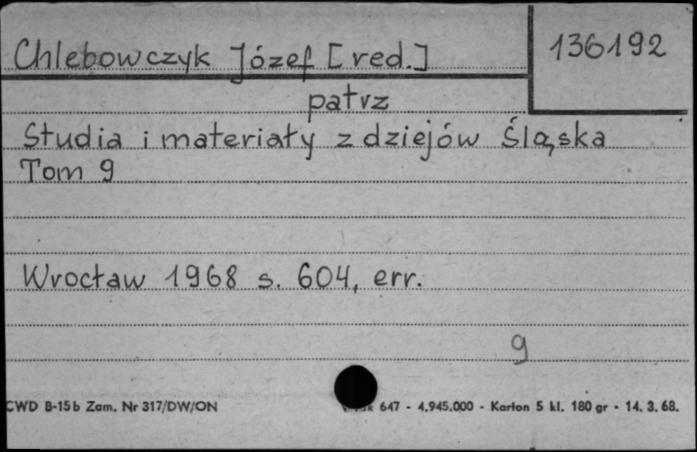 Chlebowczyk Józef [red.]
136192
patrz
Studia i materiały z dziejów Śląska
Tom 9
Wrocław 1968 s. 604, err.
9
CWD B-15b Zam. Nr 317/DW/ON
647 - 4.945.000 - Karton 5 kl. 180 gr - 14. 3. 68.